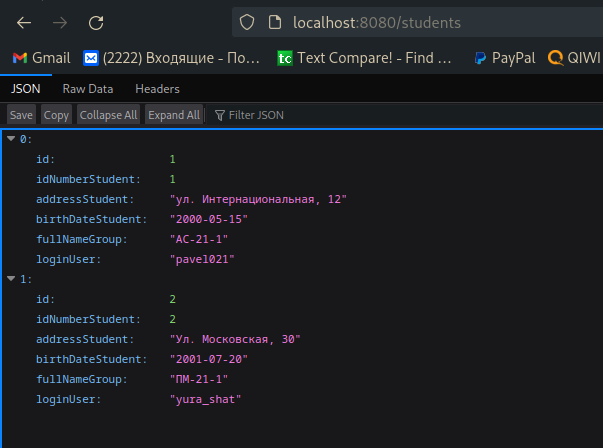 localhost:8080/students
Gmail (2222) Входящие - По... Text Compare! - Find ... PayPal QIWI
JSON Raw Data Headers
Save Copy Collapse All Expand All Filter JSON
0:
id: 1
idNumberStudent: 1
addressStudent: "ул. Интернациональная, 12"
birthDateStudent: "2000-05-15"
fullNameGroup: "АС-21-1"
loginUser: "pavel021"
1:
id: 2
idNumberStudent: 2
addressStudent: "Ул. Московская, 30"
birthDateStudent: "2001-07-20"
fullNameGroup: "ПМ-21-1"
loginUser: "yura_shat"